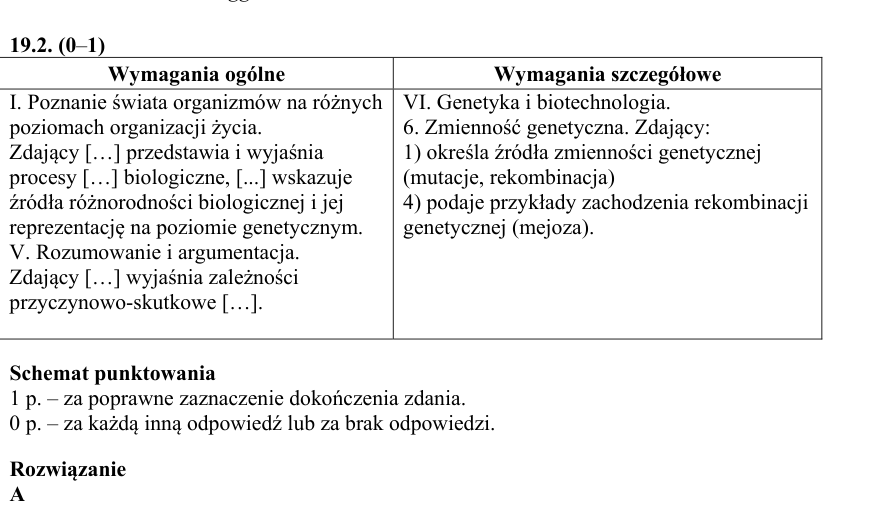 19.2. (0–1)
Wymagania ogólne
Wymagania szczegółowe
I. Poznanie świata organizmów na różnych
poziomach organizacji życia.
Zdający […] przedstawia i wyjaśnia
procesy […] biologiczne, [...] wskazuje
źródła różnorodności biologicznej i jej
reprezentację na poziomie genetycznym.
V. Rozumowanie i argumentacja.
Zdający […] wyjaśnia zależności
przyczynowo-skutkowe […].
VI. Genetyka i biotechnologia.
6. Zmienność genetyczna. Zdający:
1) określa źródła zmienności genetycznej
(mutacje, rekombinacja)
4) podaje przykłady zachodzenia rekombinacji
genetycznej (mejoza).
Schemat punktowania
1 p. – za poprawne zaznaczenie dokończenia zdania.
0 p. – za każdą inną odpowiedź lub za brak odpowiedzi.
Rozwiązanie
A